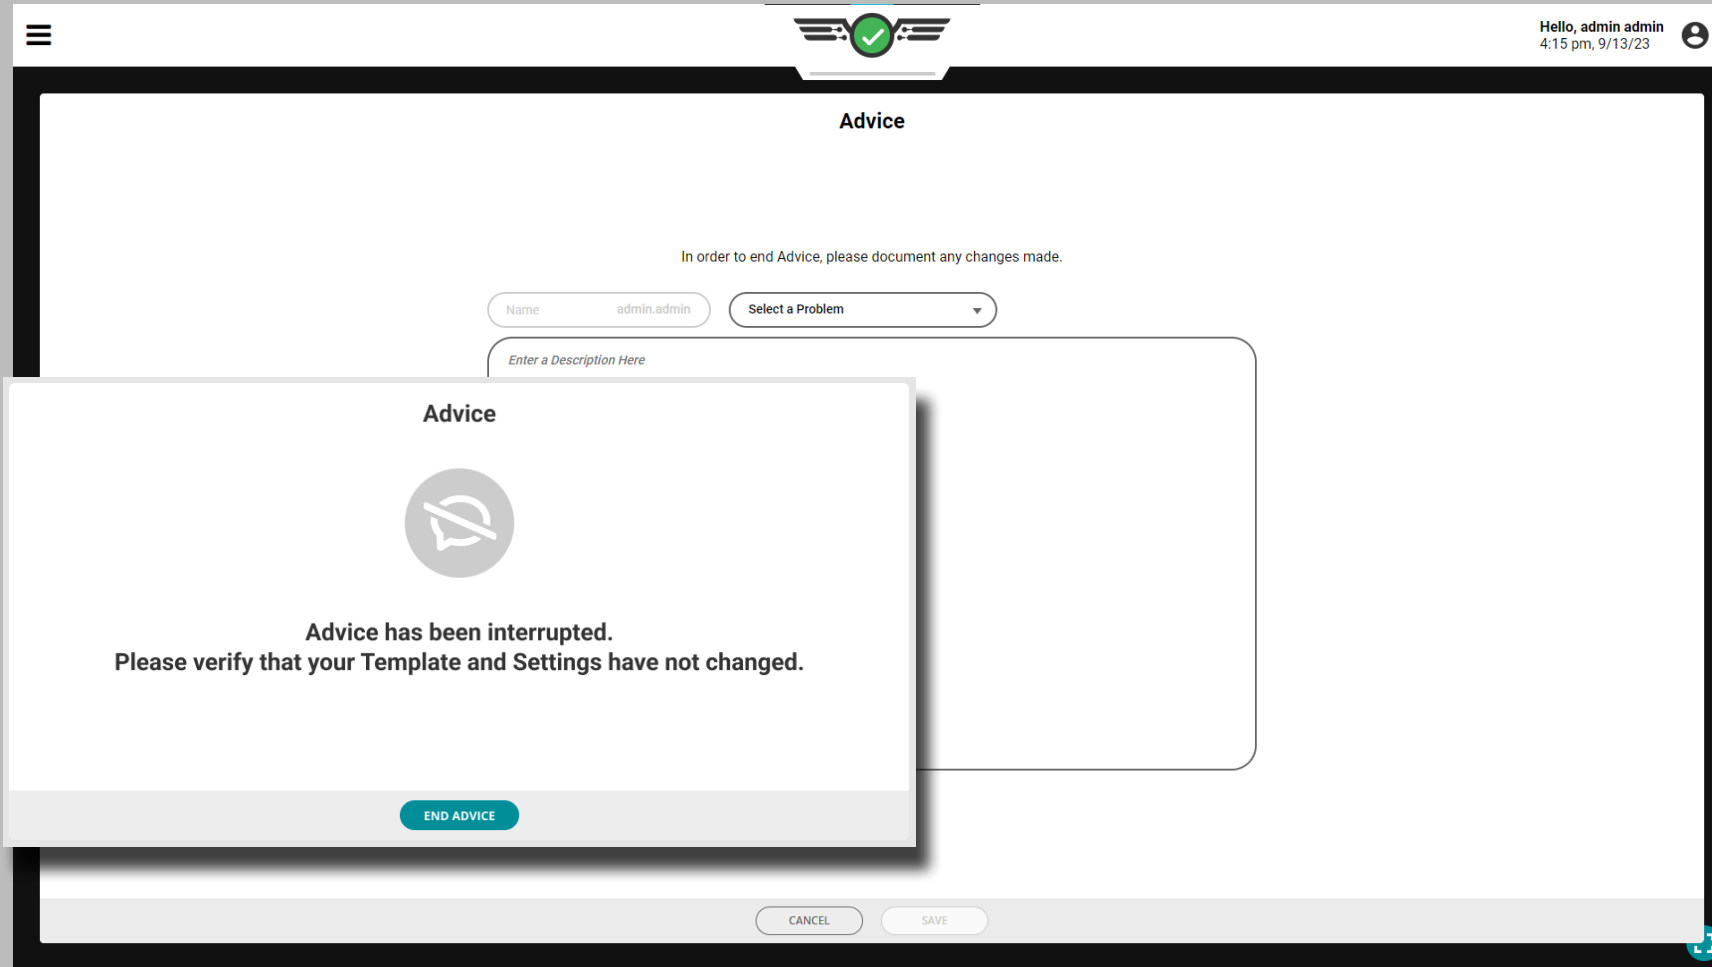 Hello, admin admin
4:15 pm, 9/13/23
Advice
In order to end Advice, please document any changes made.
Name admin.admin
Select a Problem
Enter a Description Here
Advice
Advice has been interrupted.
Please verify that your Template and Settings have not changed.
END ADVICE
CANCEL
SAVE